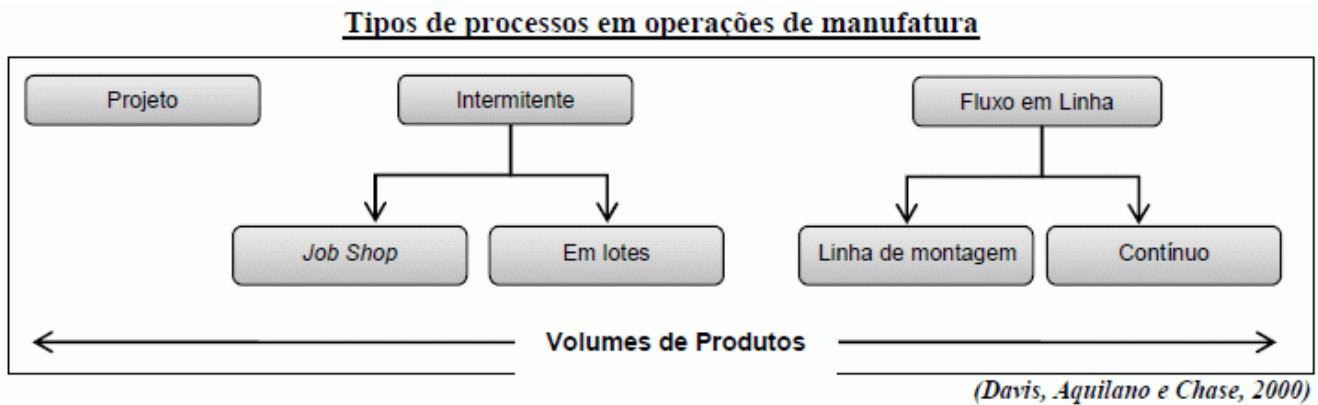 Tipos de processos em operações de manufatura
Projeto
Intermitente
Fluxo em Linha
Job Shop
Em lotes
Linha de montagem
Contínuo
Volumes de Produtos
(Davis, Aquilano e Chase, 2000)